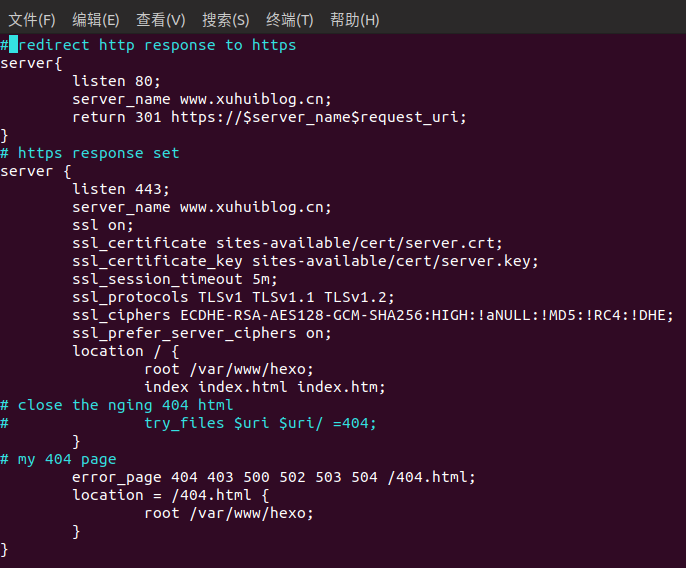 文件(F) 编辑(E) 查看(V) 搜索(S) 终端(T) 帮助(H)
# redirect http response to https
server{
        listen 80;
        server_name www.xuhuiblog.cn;
        return 301 https://$server_name$request_uri;
}
# https response set
server {
        listen 443;
        server_name www.xuhuiblog.cn;
        ssl on;
        ssl_certificate sites-available/cert/server.crt;
        ssl_certificate_key sites-available/cert/server.key;
        ssl_session_timeout 5m;
        ssl_protocols TLSv1 TLSv1.1 TLSv1.2;
        ssl_ciphers ECDHE-RSA-AES128-GCM-SHA256:HIGH:!aNULL:!MD5:!RC4:!DHE;
        ssl_prefer_server_ciphers on;
        location / {
                root /var/www/hexo;
                index index.html index.htm;
# close the nging 404 html
#               try_files $uri $uri/ =404;
        }
# my 404 page
        error_page 404 403 500 502 503 504 /404.html;
        location = /404.html {
                root /var/www/hexo;
        }
}